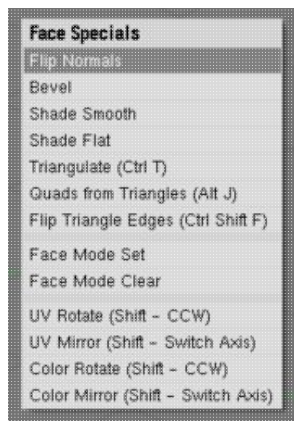 Face Specials
Flip Normals
Bevel
Shade Smooth
Shade Flat
Triangulate (Ctrl T)
Quads from Triangles (Alt J)
Flip Triangle Edges (Ctrl Shift F)
Face Mode Set
Face Mode Clear
UV Rotate (Shift - CCW)
UV Mirror (Shift - Switch Axis)
Color Rotate (Shift - CCW)
Color Mirror (Shift - Switch Axis)